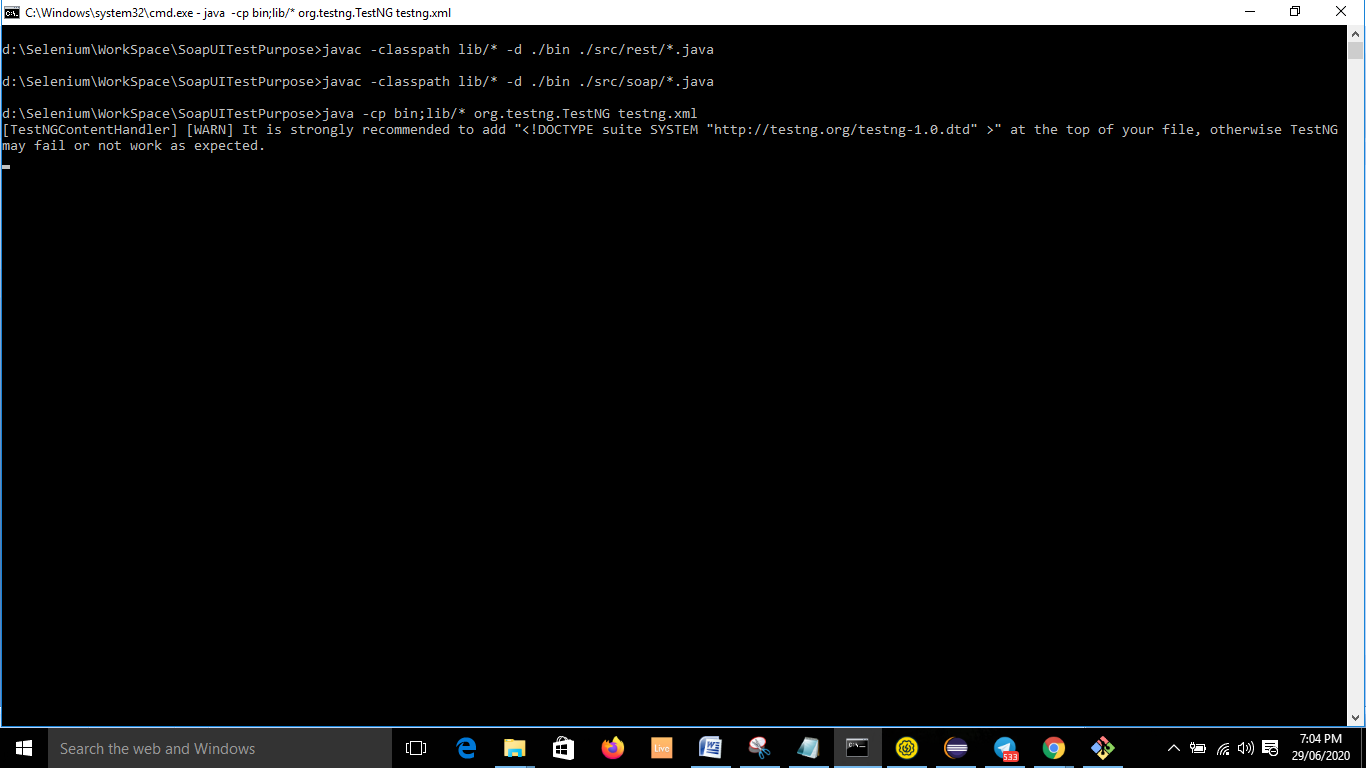 C:\Windows\system32\cmd.exe - java  -cp bin;lib/* org.testng.TestNG testng.xml
d:\Selenium\WorkSpace\SoapUITestPurpose>javac -classpath lib/* -d ./bin ./src/rest/*.java
d:\Selenium\WorkSpace\SoapUITestPurpose>javac -classpath lib/* -d ./bin ./src/soap/*.java
d:\Selenium\WorkSpace\SoapUITestPurpose>java -cp bin;lib/* org.testng.TestNG testng.xml
[TestNGContentHandler] [WARN] It is strongly recommended to add "<!DOCTYPE suite SYSTEM "http://testng.org/testng-1.0.dtd" >" at the top of your file, otherwise TestNG
may fail or not work as expected.
Search the web and Windows
Live
533
7:04 PM
29/06/2020